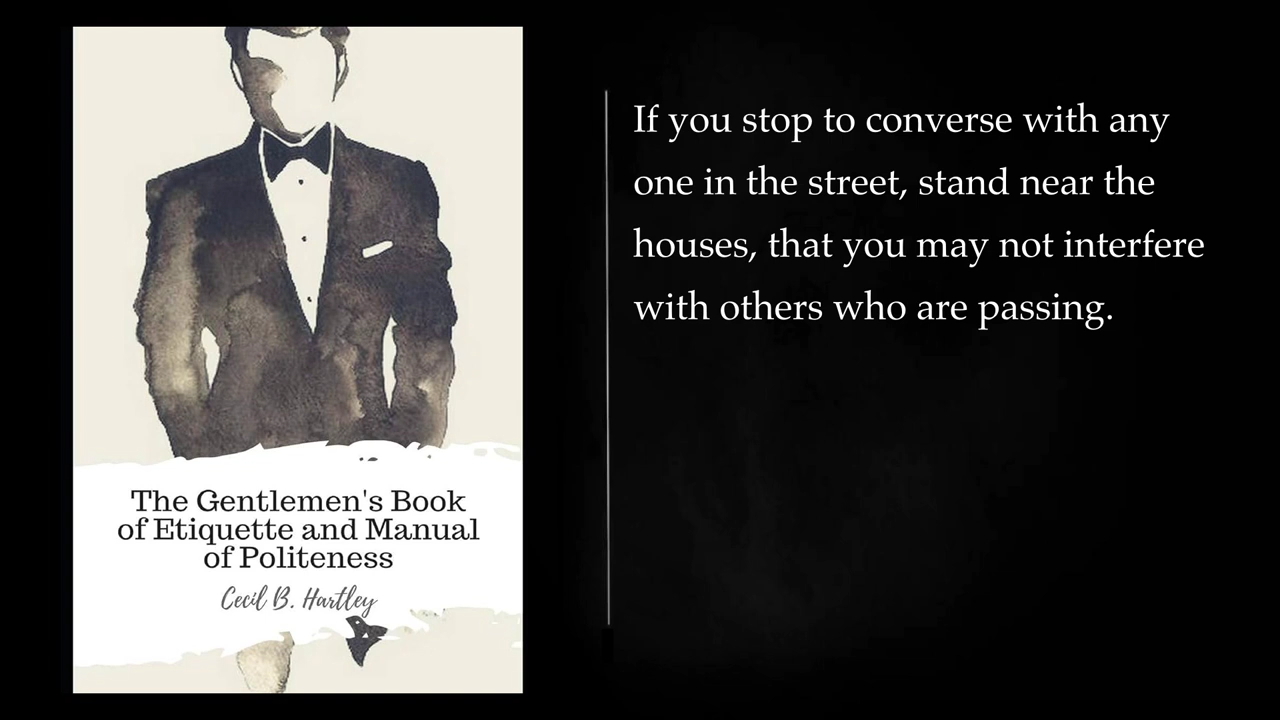 The Gentlemen's Book
of Etiquette and Manual
of Politeness
Cecil B. Hartley
If you stop to converse with any
one in the street, stand near the
houses, that you may not interfere
with others who are passing.